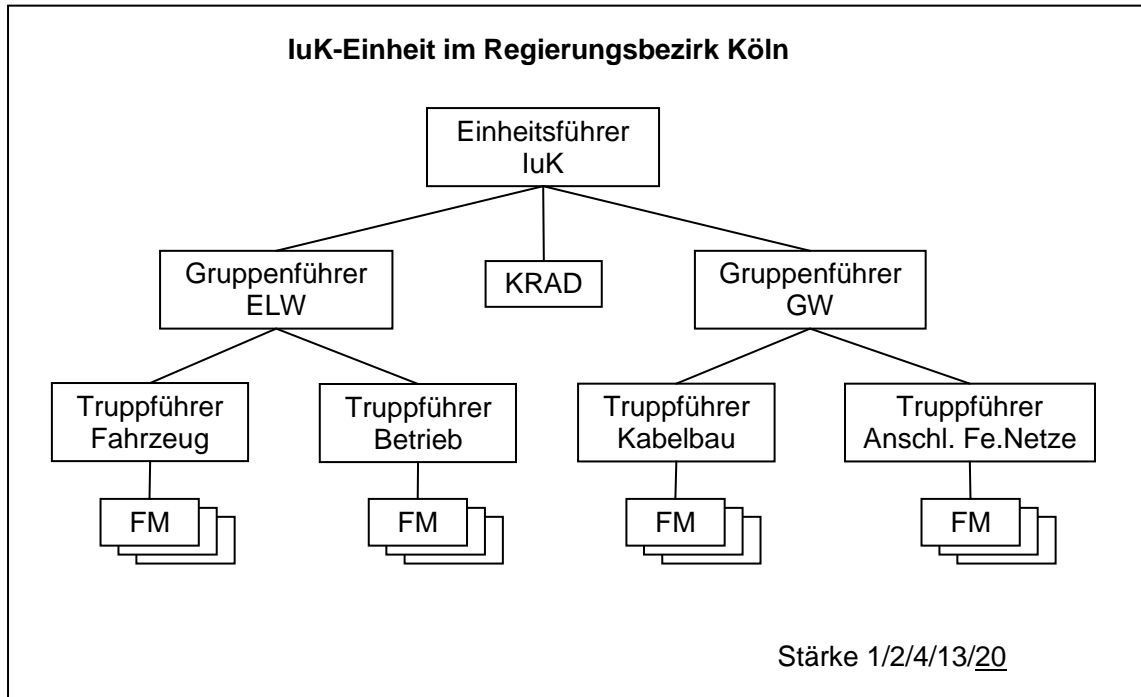 IuK-Einheit im Regierungsbezirk Köln
Einheitsführer
IuK
Gruppenführer
ELW
KRAD
Gruppenführer
GW
Truppführer
Fahrzeug
Truppführer
Betrieb
Truppführer
Kabelbau
Truppführer
Anschl. Fe.Netze
FM
FM
FM
FM
Stärke 1/2/4/13/20